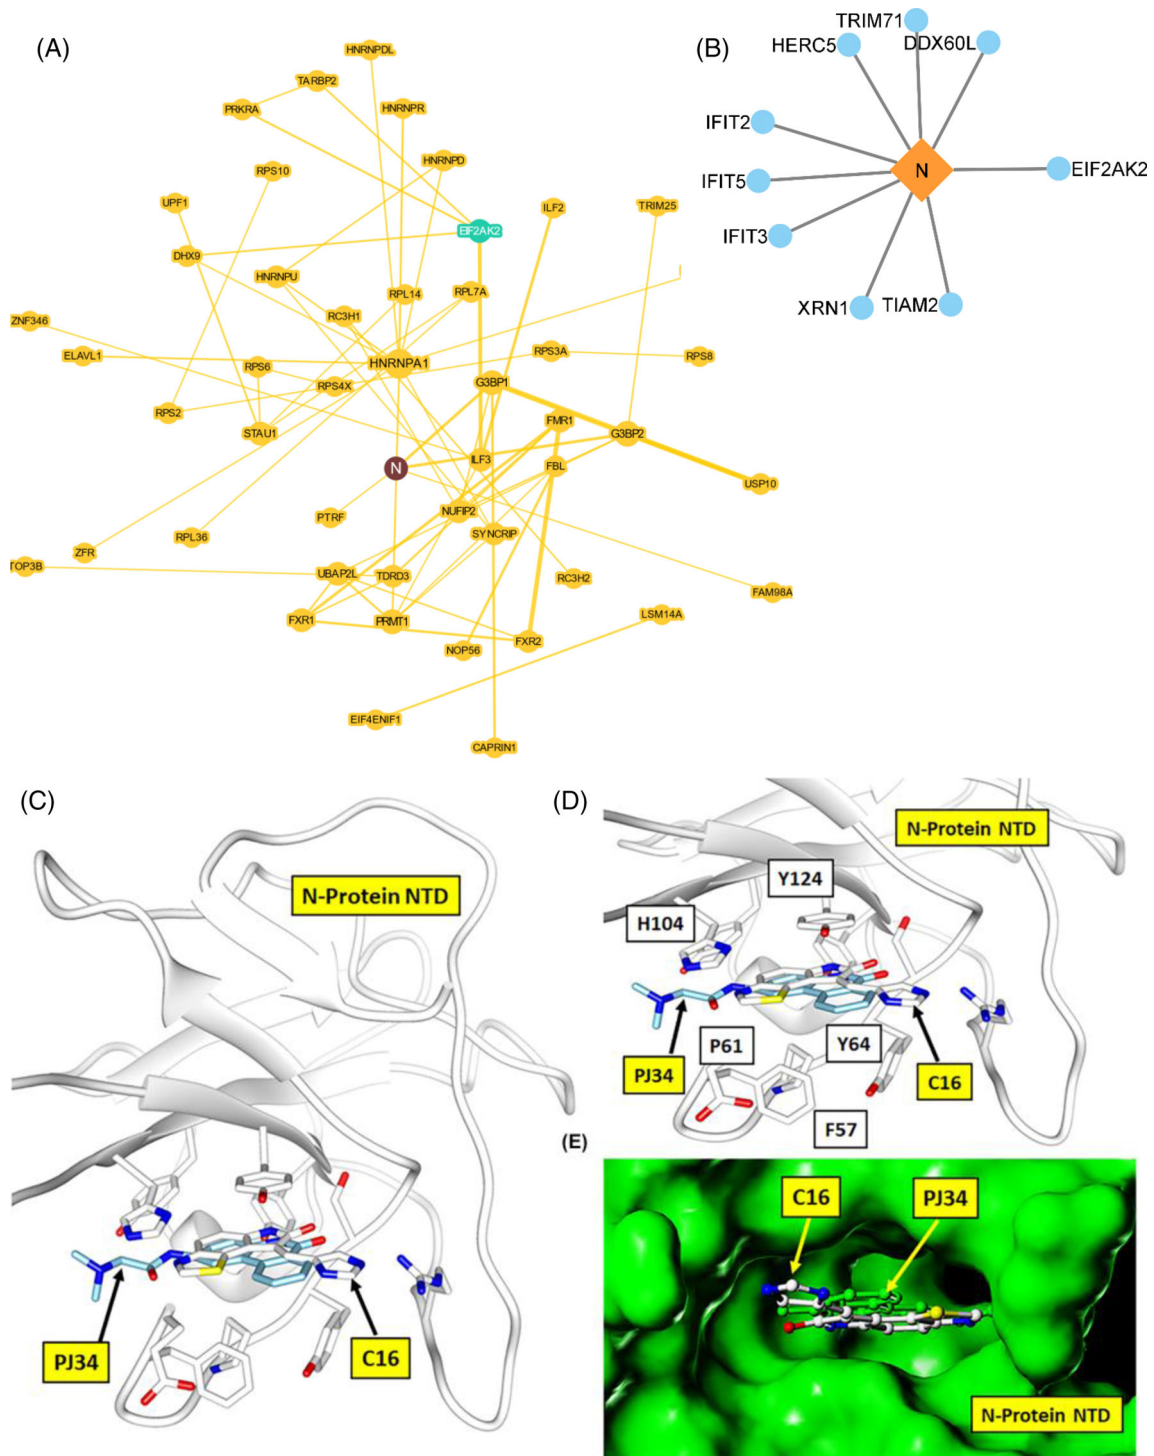 (A)
HNRNPDL
TARBP2
PRKRA
HNRNPR
HNRNPD
RPS10
UPF1
ILF2
TRIM25
EIF2AK2
DHX9
HNRNPU
RPL14
RPL7A
RC3H1
ZNF346
ELAVL1
HNRNPA1
RPS3A
RPS8
RPS6
RPS4X
G3BP1
RPS2
STAU1
FMR1
G3BP2
ILF3
N
FBL
USP10
PTRF
NUFIP2
RPL36
SYNCRIP
ZFR
TOP3B
UBAP2L
TDRD3
RC3H2
FAM98A
FXR1
PRMT1
LSM14A
FXR2
NOP56
EIF4ENIF1
CAPRIN1
(B)
TRIM71
HERC5
DDX60L
IFIT2
N
EIF2AK2
IFIT5
IFIT3
XRN1
TIAM2
(C)
N-Protein NTD
PJ34
C16
(D)
N-Protein NTD
Y124
H104
P61
Y64
PJ34
C16
F57
(E)
C16
PJ34
N-Protein NTD